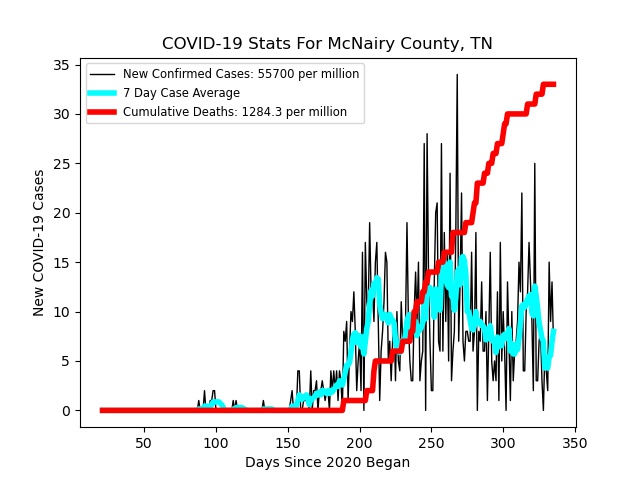 COVID-19 Stats For McNairy County, TN
New Confirmed Cases: 55700 per million
7 Day Case Average
Cumulative Deaths: 1284.3 per million
New COVID-19 Cases
35
30
25
20
15
10
5
0
50 100 150 200 250 300 350
Days Since 2020 Began